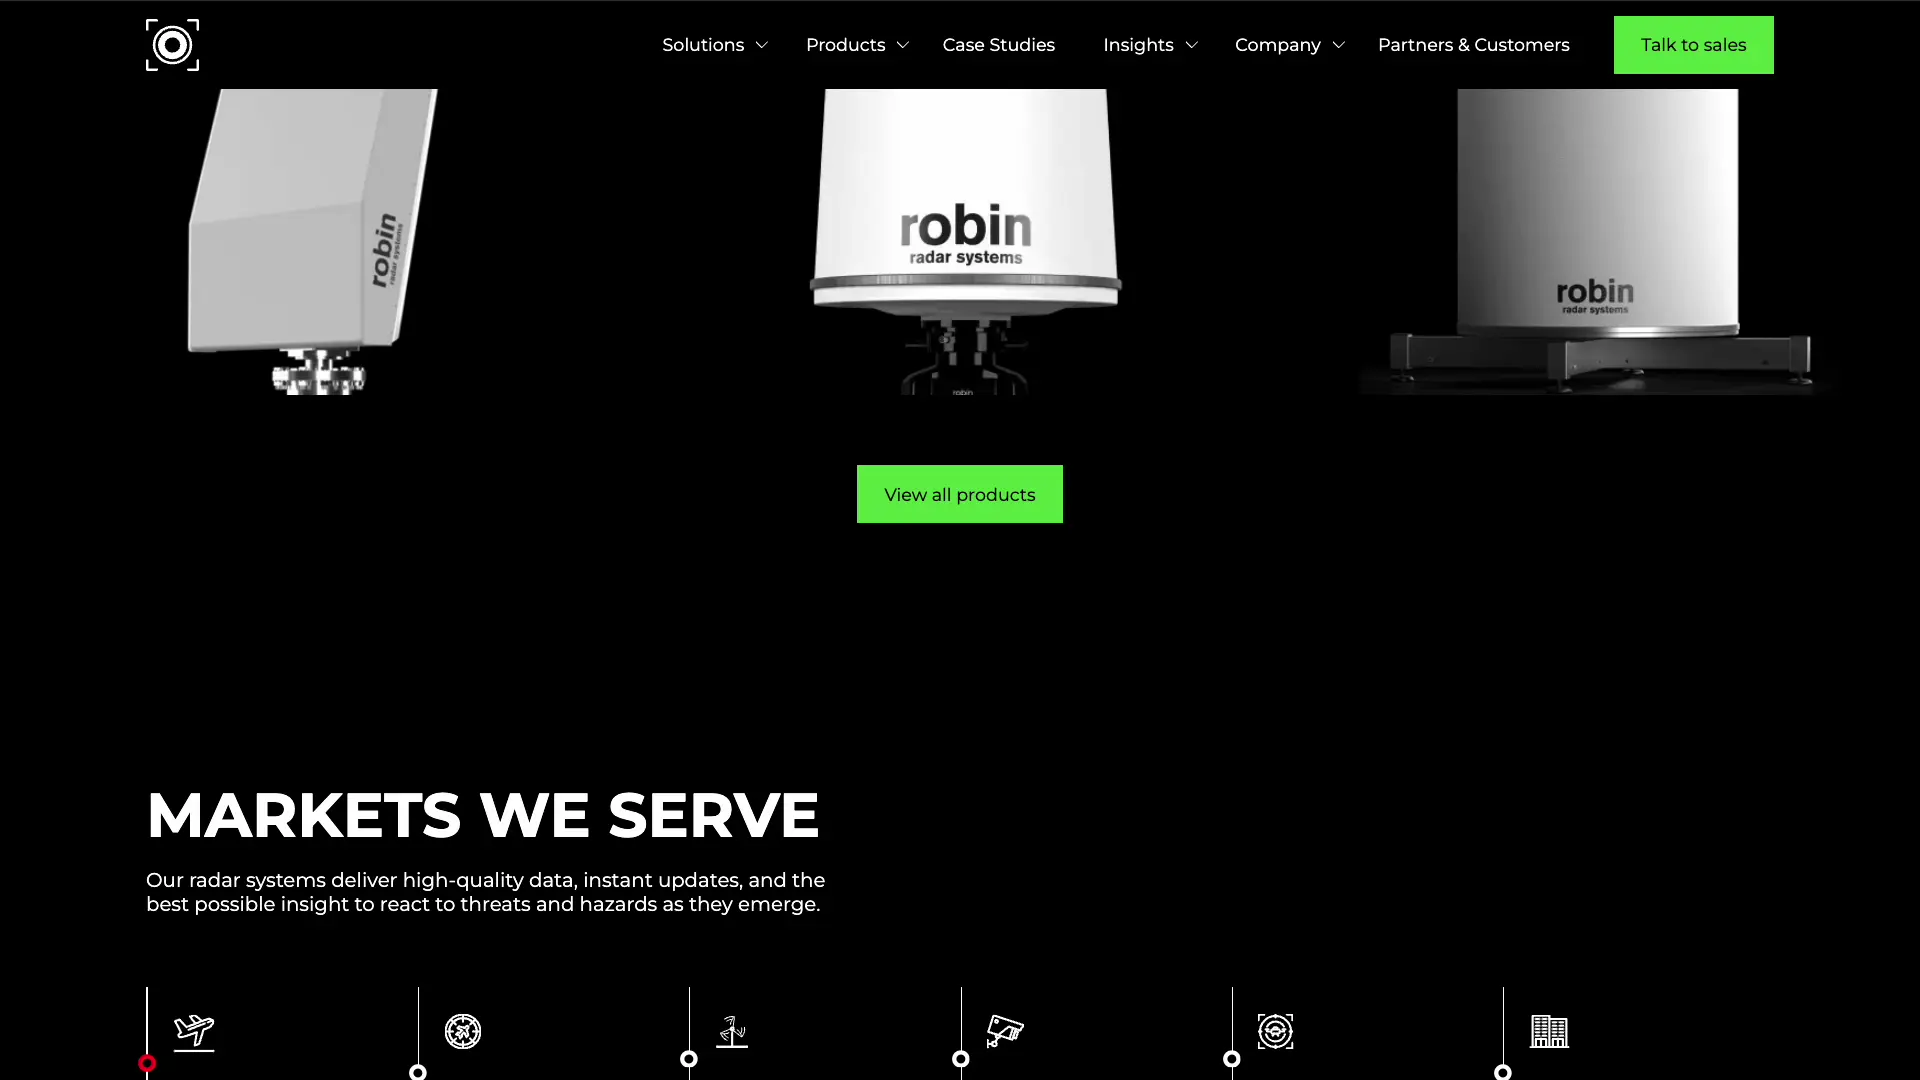 Solutions
Products
Case Studies
Insights
Company
Partners & Customers
Talk to sales
robin
radar systems
robin
radar systems
robin
radar systems
robin
View all products
MARKETS WE SERVE
Our radar systems deliver high-quality data, instant updates, and the
best possible insight to react to threats and hazards as they emerge.